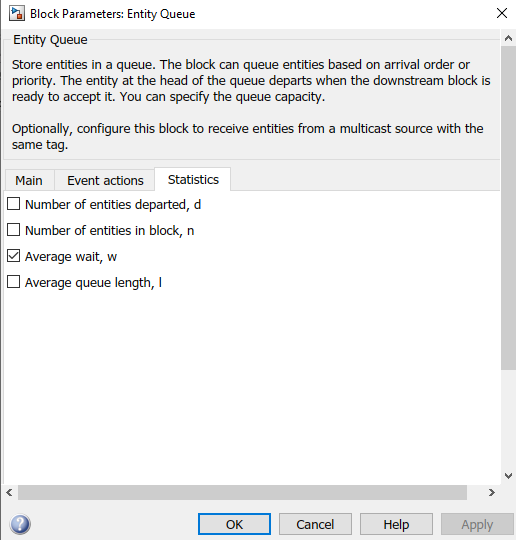 Block Parameters: Entity Queue
Entity Queue
Store entities in a queue. The block can queue entities based on arrival order or
priority. The entity at the head of the queue departs when the downstream block is
ready to accept it. You can specify the queue capacity.
Optionally, configure this block to receive entities from a multicast source with the
same tag.
Main Event actions Statistics
Number of entities departed, d
Number of entities in block, n
Average wait, w
Average queue length, l
? OK Cancel Help Apply